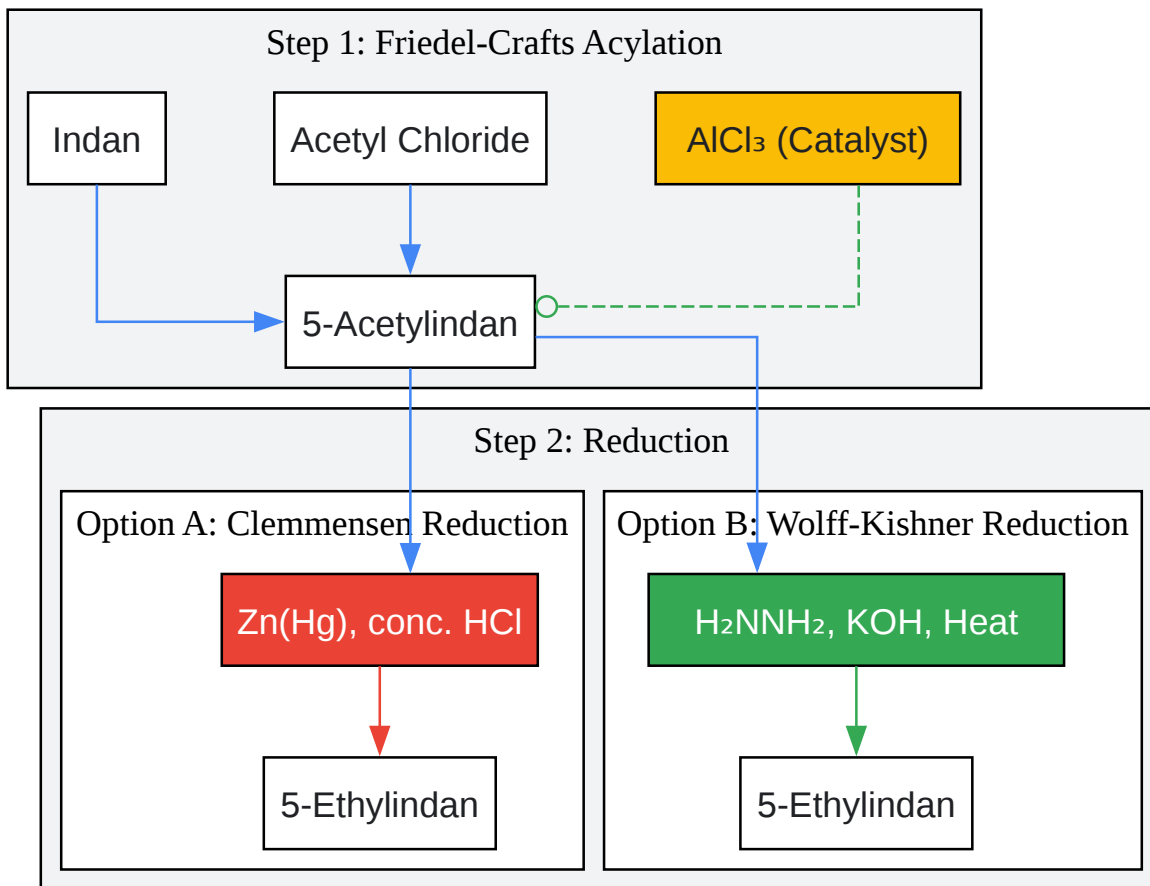 Step 1: Friedel-Crafts Acylation
Indan
Acetyl Chloride
AlCl₃ (Catalyst)
5-Acetylindan
Step 2: Reduction
Option A: Clemmensen Reduction
Option B: Wolff-Kishner Reduction
Zn(Hg), conc. HCl
H₂NNH₂, KOH, Heat
5-Ethylindan
5-Ethylindan